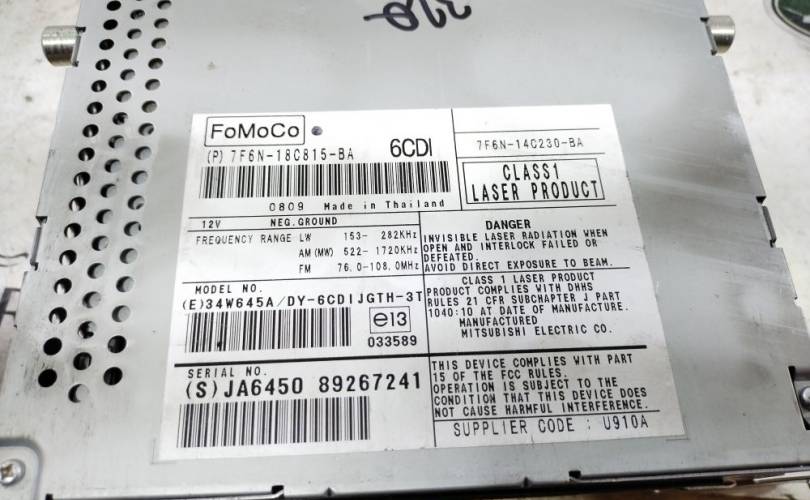 FoMoCo
(P) 7F6N-18C815-BA
6CDI
7F6N-14C230-BA
0809 Made in Thailand
CLASS1
LASER PRODUCT
12V NEG.GROUND
FREQUENCY RANGE LW 153- 282KHz
AM (MW) 522- 1720KHz
FM 76.0-108.0MHz
DANGER
INVISIBLE LASER RADIATION WHEN
OPEN AND INTERLOCK FAILED OR
DEFEATED.
AVOID DIRECT EXPOSURE TO BEAM.
MODEL NO.
(E)34W645A/DY-6CDIJGTH-3T
e13
033589
CLASS 1 LASER PRODUCT
PRODUCT COMPLIES WITH DHHS
RULES 21 CFR SUBCHAPTER J PART
1040:10 AT DATE OF MANUFACTURE.
MANUFACTURED
MITSUBISHI ELECTRIC CO.
SERIAL NO.
(S)JA6450 89267241
THIS DEVICE COMPLIES WITH PART
15 OF THE FCC RULES.
OPERATION IS SUBJECT TO THE
CONDITION THAT THIS DEVICE DOES
NOT CAUSE HARMFUL INTERFERENCE.
SUPPLIER CODE : U910A